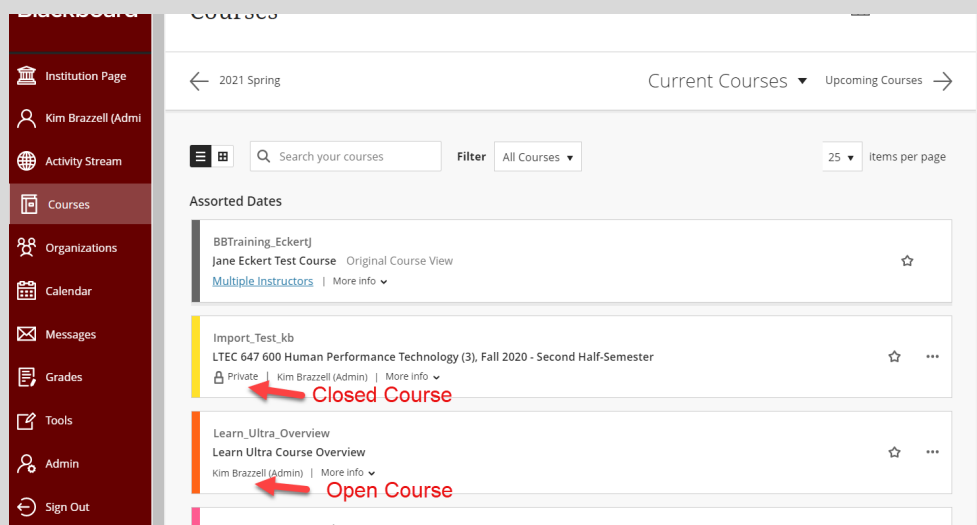 Blackboard
Courses
Institution Page
Kim Brazzell (Admi
Activity Stream
Courses
Organizations
Calendar
Messages
Grades
Tools
Admin
Sign Out
2021 Spring
Current Courses
Upcoming Courses
Search your courses
Filter
All Courses
25
items per page
Assorted Dates
BBTraining_EckertJ
Jane Eckert Test Course Original Course View
Multiple Instructors | More info
Import_Test_kb
LTEC 647 600 Human Performance Technology (3), Fall 2020 - Second Half-Semester
Private | Kim Brazzell (Admin) | More info
Closed Course
Learn_Ultra_Overview
Learn Ultra Course Overview
Kim Brazzell (Admin) | More info
Open Course